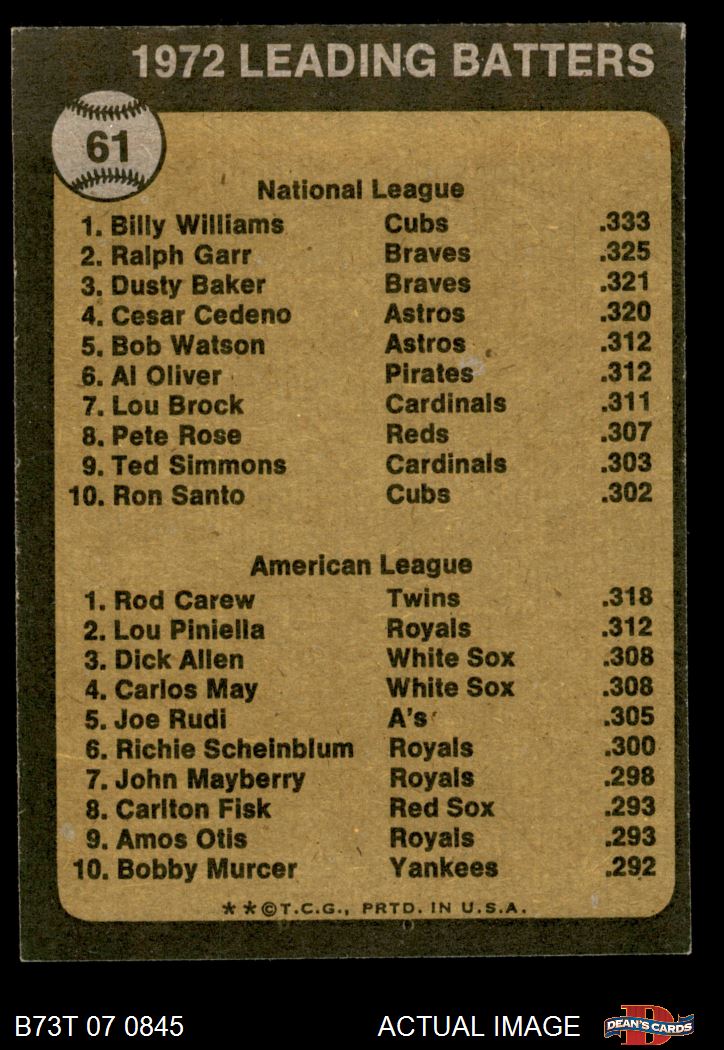 1972 LEADING BATTERS
61
National League
1. Billy Williams Cubs .333
2. Ralph Garr Braves .325
3. Dusty Baker Braves .321
4. Cesar Cedeno Astros .320
5. Bob Watson Astros .312
6. Al Oliver Pirates .312
7. Lou Brock Cardinals .311
8. Pete Rose Reds .307
9. Ted Simmons Cardinals .303
10. Ron Santo Cubs .302
American League
1. Rod Carew Twins .318
2. Lou Piniella Royals .312
3. Dick Allen White Sox .308
4. Carlos May White Sox .308
5. Joe Rudi A's .305
6. Richie Scheinblum Royals .300
7. John Mayberry Royals .298
8. Carlton Fisk Red Sox .293
9. Amos Otis Royals .293
10. Bobby Murcer Yankees .292
**©T.C.G., PRTD. IN U.S.A.
B73T 07 0845 ACTUAL IMAGE
D
DEAN'S CARDS